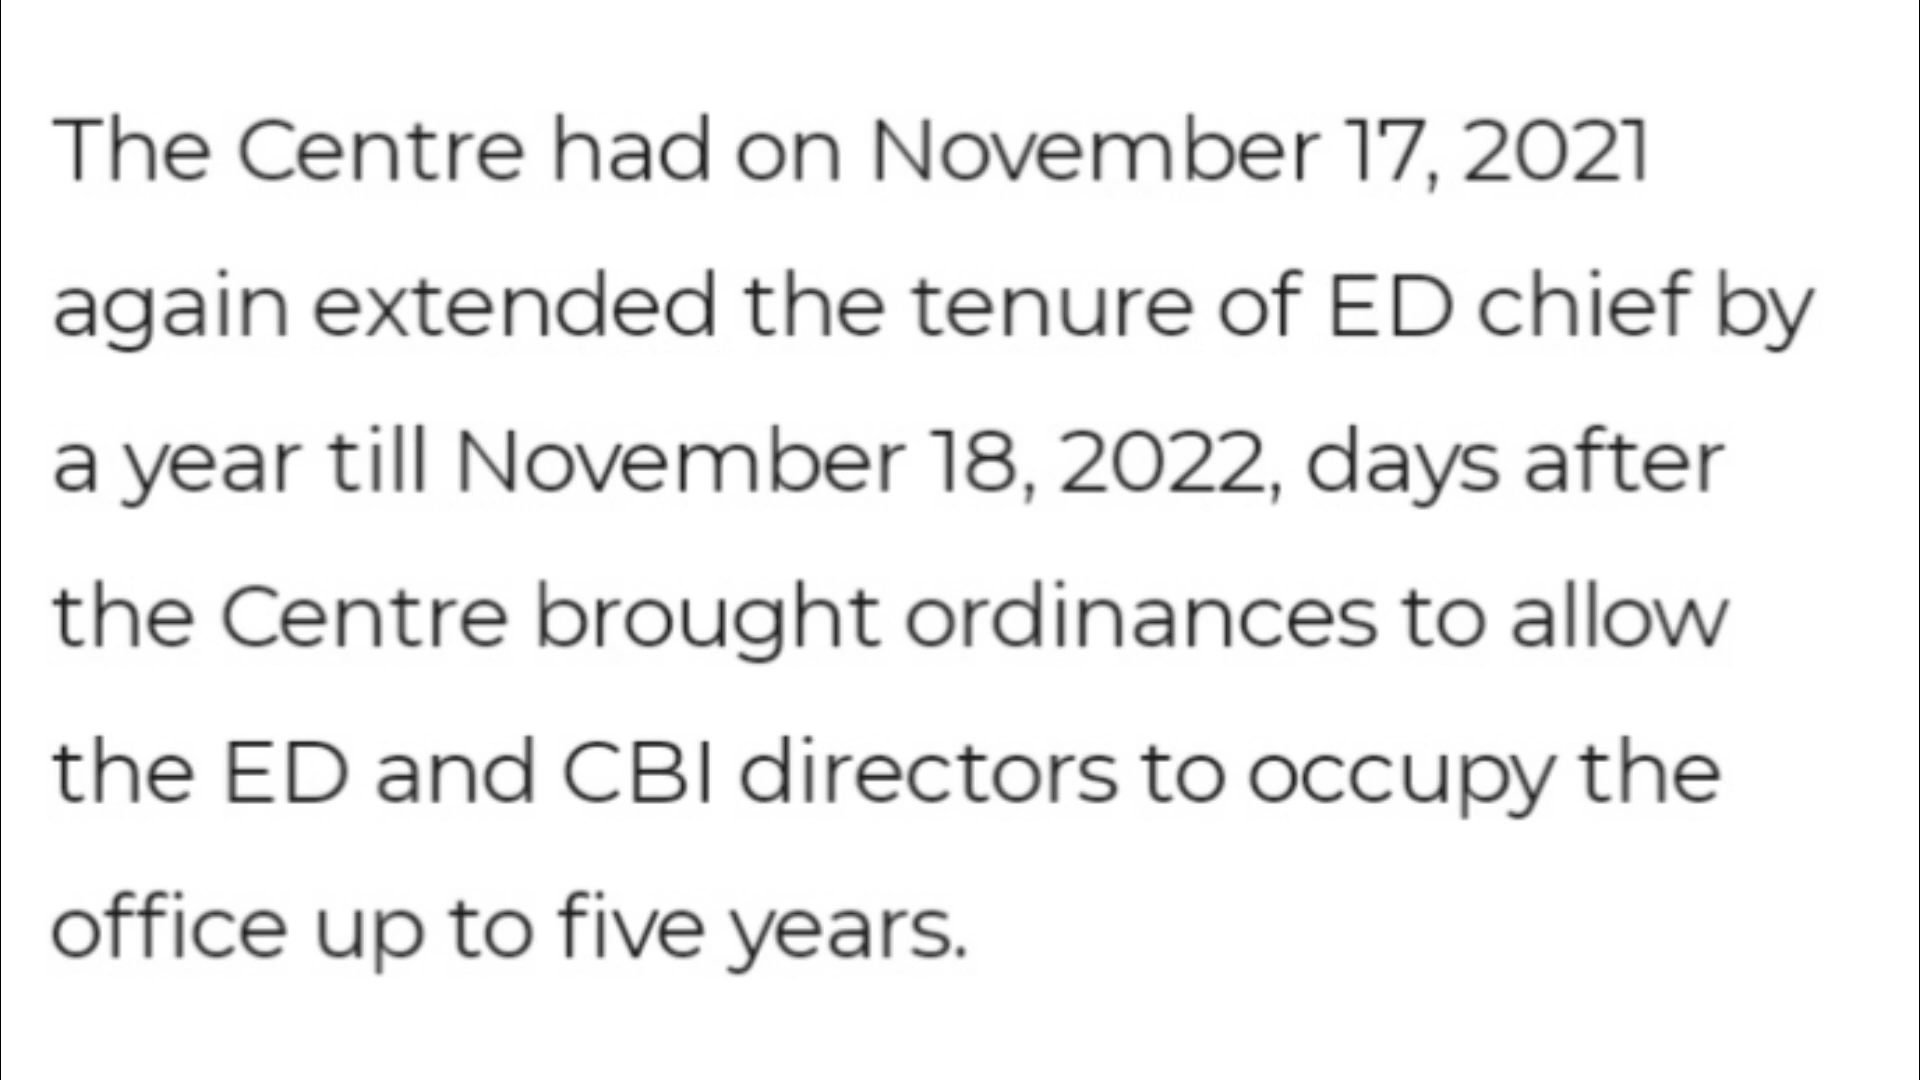 The Centre had on November 17, 2021
again extended the tenure of ED chief by
a year till November 18, 2022, days after
the Centre brought ordinances to allow
the ED and CBI directors to occupy the
office up to five years.